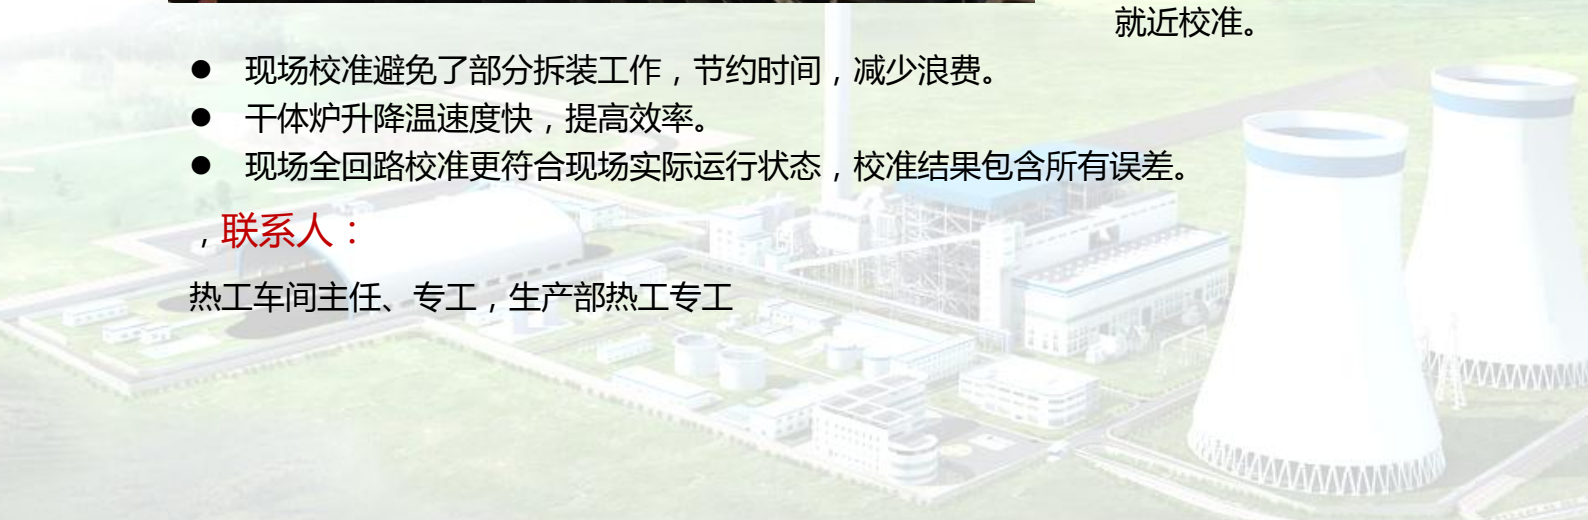 就近校准。
● 现场校准避免了部分拆装工作，节约时间，减少浪费。
● 干体炉升降温速度快，提高效率。
● 现场全回路校准更符合现场实际运行状态，校准结果包含所有误差。
，联系人：
热工车间主任、专工，生产部热工专工